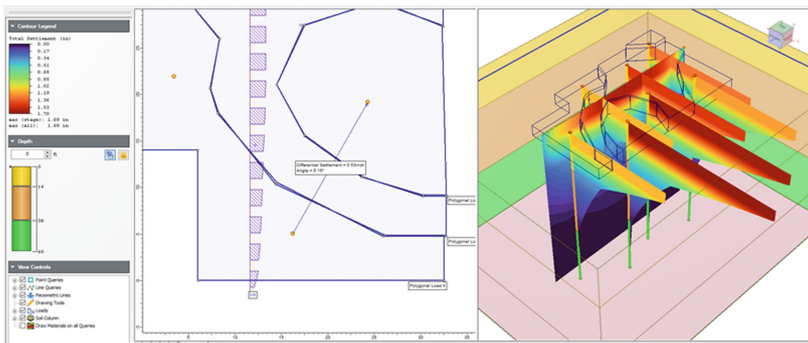 Contour Legend
Total Settlement (in)
0.00
0.17
0.34
0.51
0.68
0.85
1.02
1.19
1.36
1.53
1.70
max (stage): 1.68 in
max (all): 1.68 in
Depth
0 ft
0
14
View Controls
Point Queries
Line Queries
Piezometric Lines
Drawing Tools
Loads
Soil Column
Draw Materials on all Queries
Differential Settlement = 0.53inch
Angle = 0.15°
Polygonal Lo
Polygonal Lo
Polygonal Load 4
5
10
15
20
25
30
35